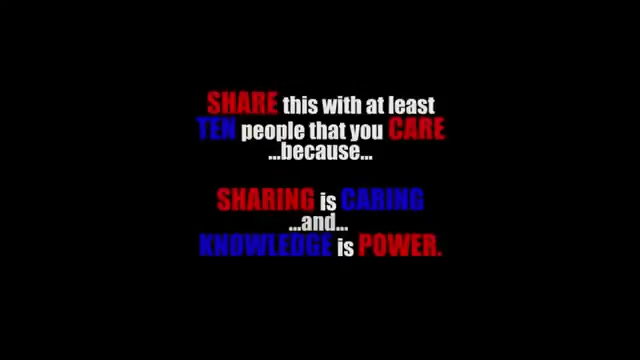 SHARE this with at least
TEN people that you CARE
...because...
SHARING is CARING
...and...
KNOWLEDGE is POWER.